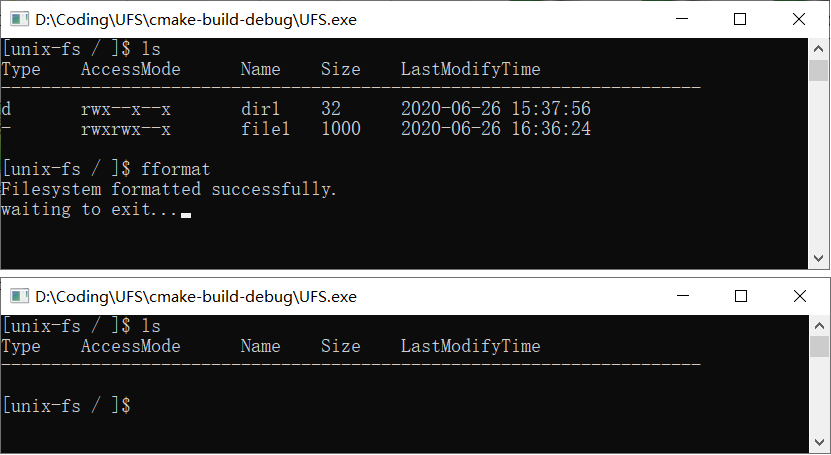 D:\Coding\UFS\cmake-build-debug\UFS.exe
[unix-fs / ]$ ls
Type    AccessMode      Name    Size    LastModifyTime
----------------------------------------------------------------------
d       rwx--x--x       dir1    32      2020-06-26 15:37:56
-       rwxrwx--x       file1   1000    2020-06-26 16:36:24
[unix-fs / ]$ fformat
Filesystem formatted successfully.
waiting to exit...
D:\Coding\UFS\cmake-build-debug\UFS.exe
[unix-fs / ]$ ls
Type    AccessMode      Name    Size    LastModifyTime
----------------------------------------------------------------------
[unix-fs / ]$